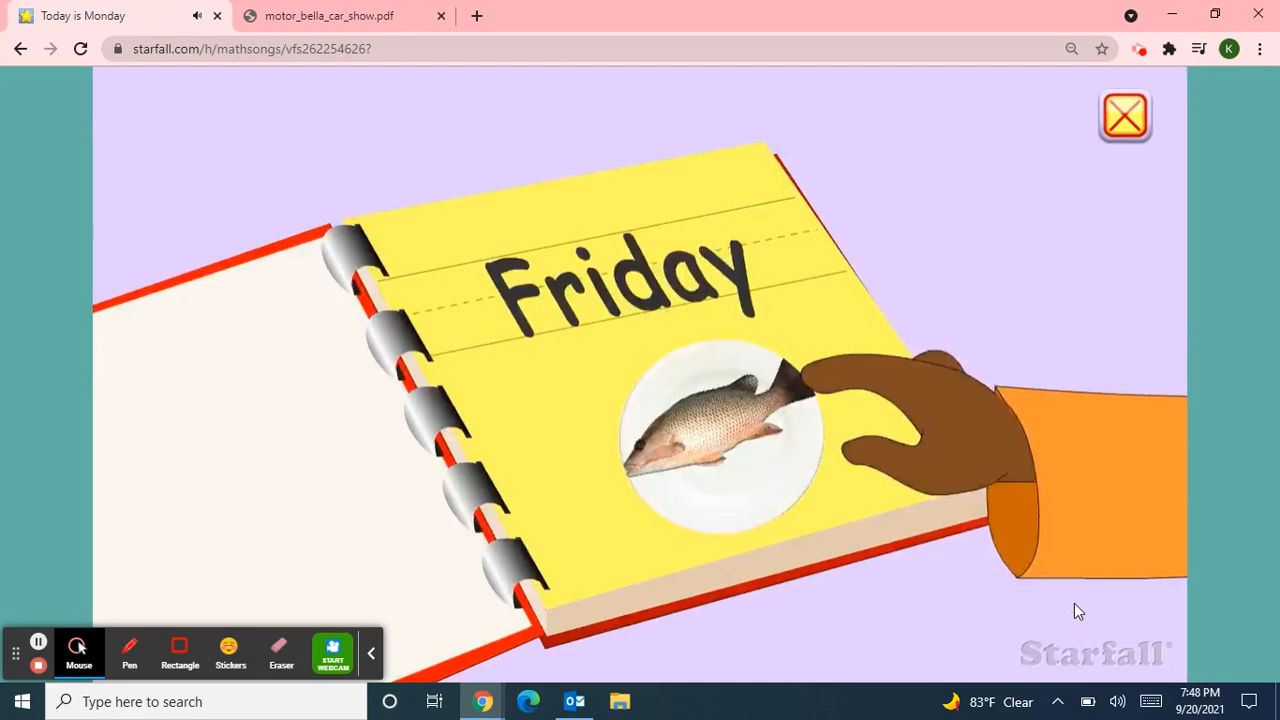 Today is Monday
motor_bella_car_show.pdf
starfall.com/h/mathsongs/vfs262254626?
K
Friday
Starfall
Mouse
Pen
Rectangle
Stickers
Eraser
START
WEBCAM
Type here to search
83°F Clear
7:48 PM
9/20/2021